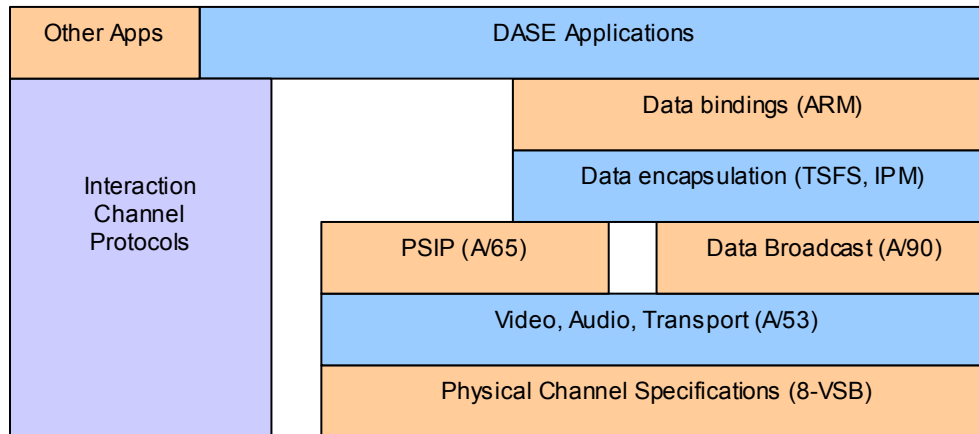 Other Apps
DASE Applications
Data bindings (ARM)
Interaction
Channel
Protocols
Data encapsulation (TSFS, IPM)
PSIP (A/65)
Data Broadcast (A/90)
Video, Audio, Transport (A/53)
Physical Channel Specifications (8-VSB)